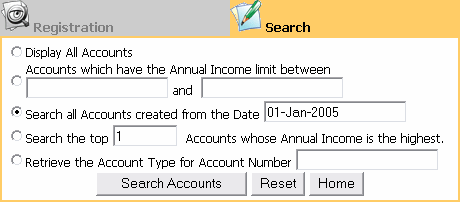 Registration Search
Display All Accounts
Accounts which have the Annual Income limit between
and
Search all Accounts created from the Date 01-Jan-2005
Search the top 1 Accounts whose Annual Income is the highest.
Retrieve the Account Type for Account Number
Search Accounts Reset Home